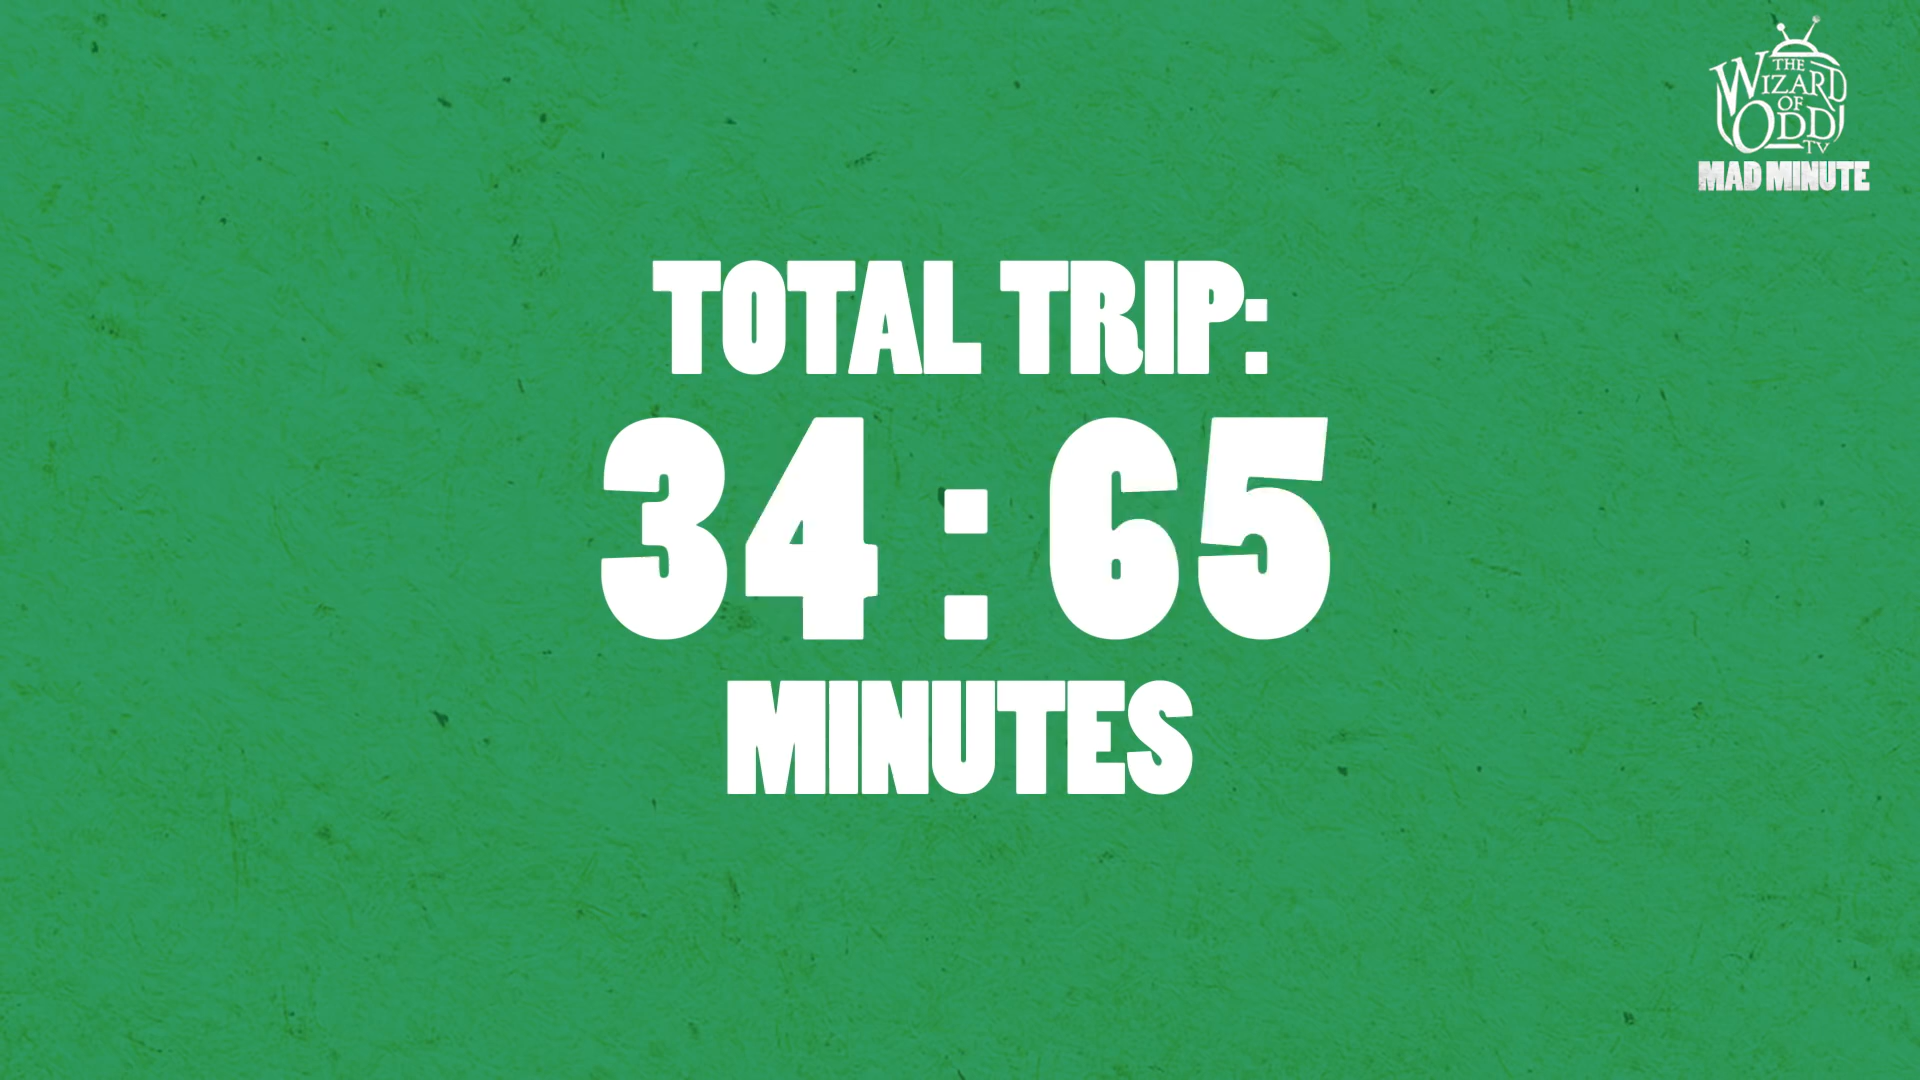 THE
WIZARD
OF
ODD
TV
MAD MINUTE
TOTAL TRIP:
34:65
MINUTES